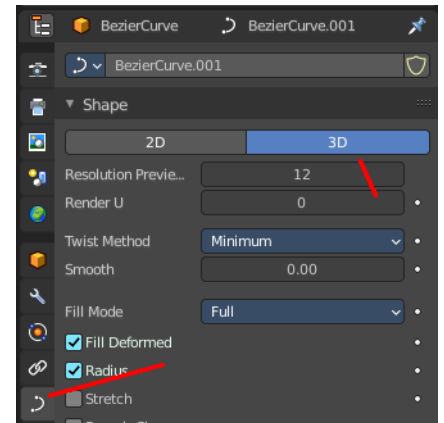 BezierCurve BezierCurve.001
BezierCurve.001
Shape
2D 3D
Resolution Previe... 12
Render U 0
Twist Method Minimum
Smooth 0.00
Fill Mode Full
Fill Deformed
Radius
Stretch